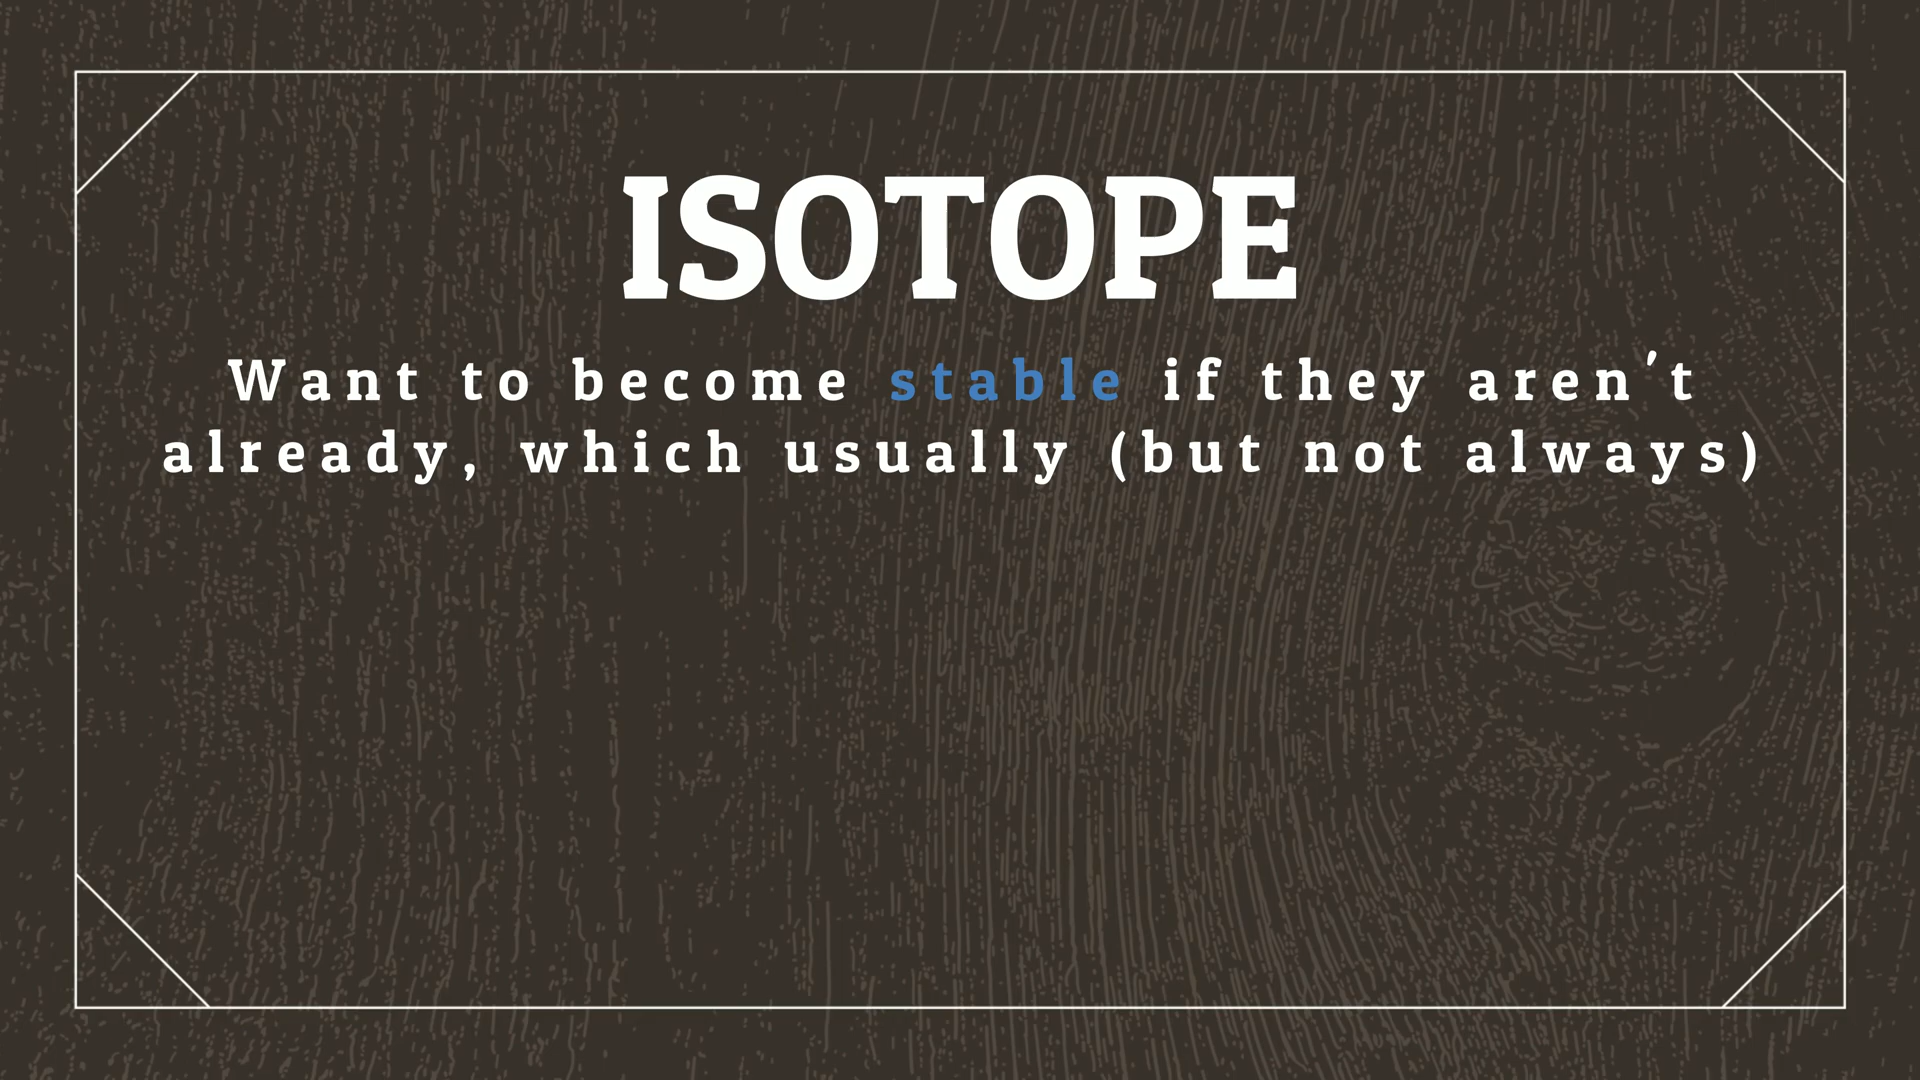 ISOTOPE
Want to become stable if they aren't
already, which usually (but not always)